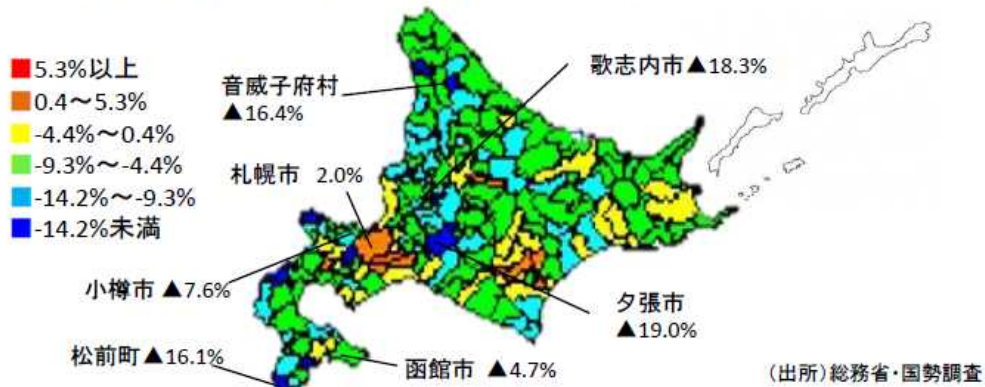 5.3%以上
0.4～5.3%
-4.4%～0.4%
-9.3%～-4.4%
-14.2%～-9.3%
-14.2%未満
音威子府村
▲16.4%
歌志内市▲18.3%
札幌市 2.0%
小樽市 ▲7.6%
夕張市
▲19.0%
松前町▲16.1%
函館市 ▲4.7%
(出所)総務省・国勢調査